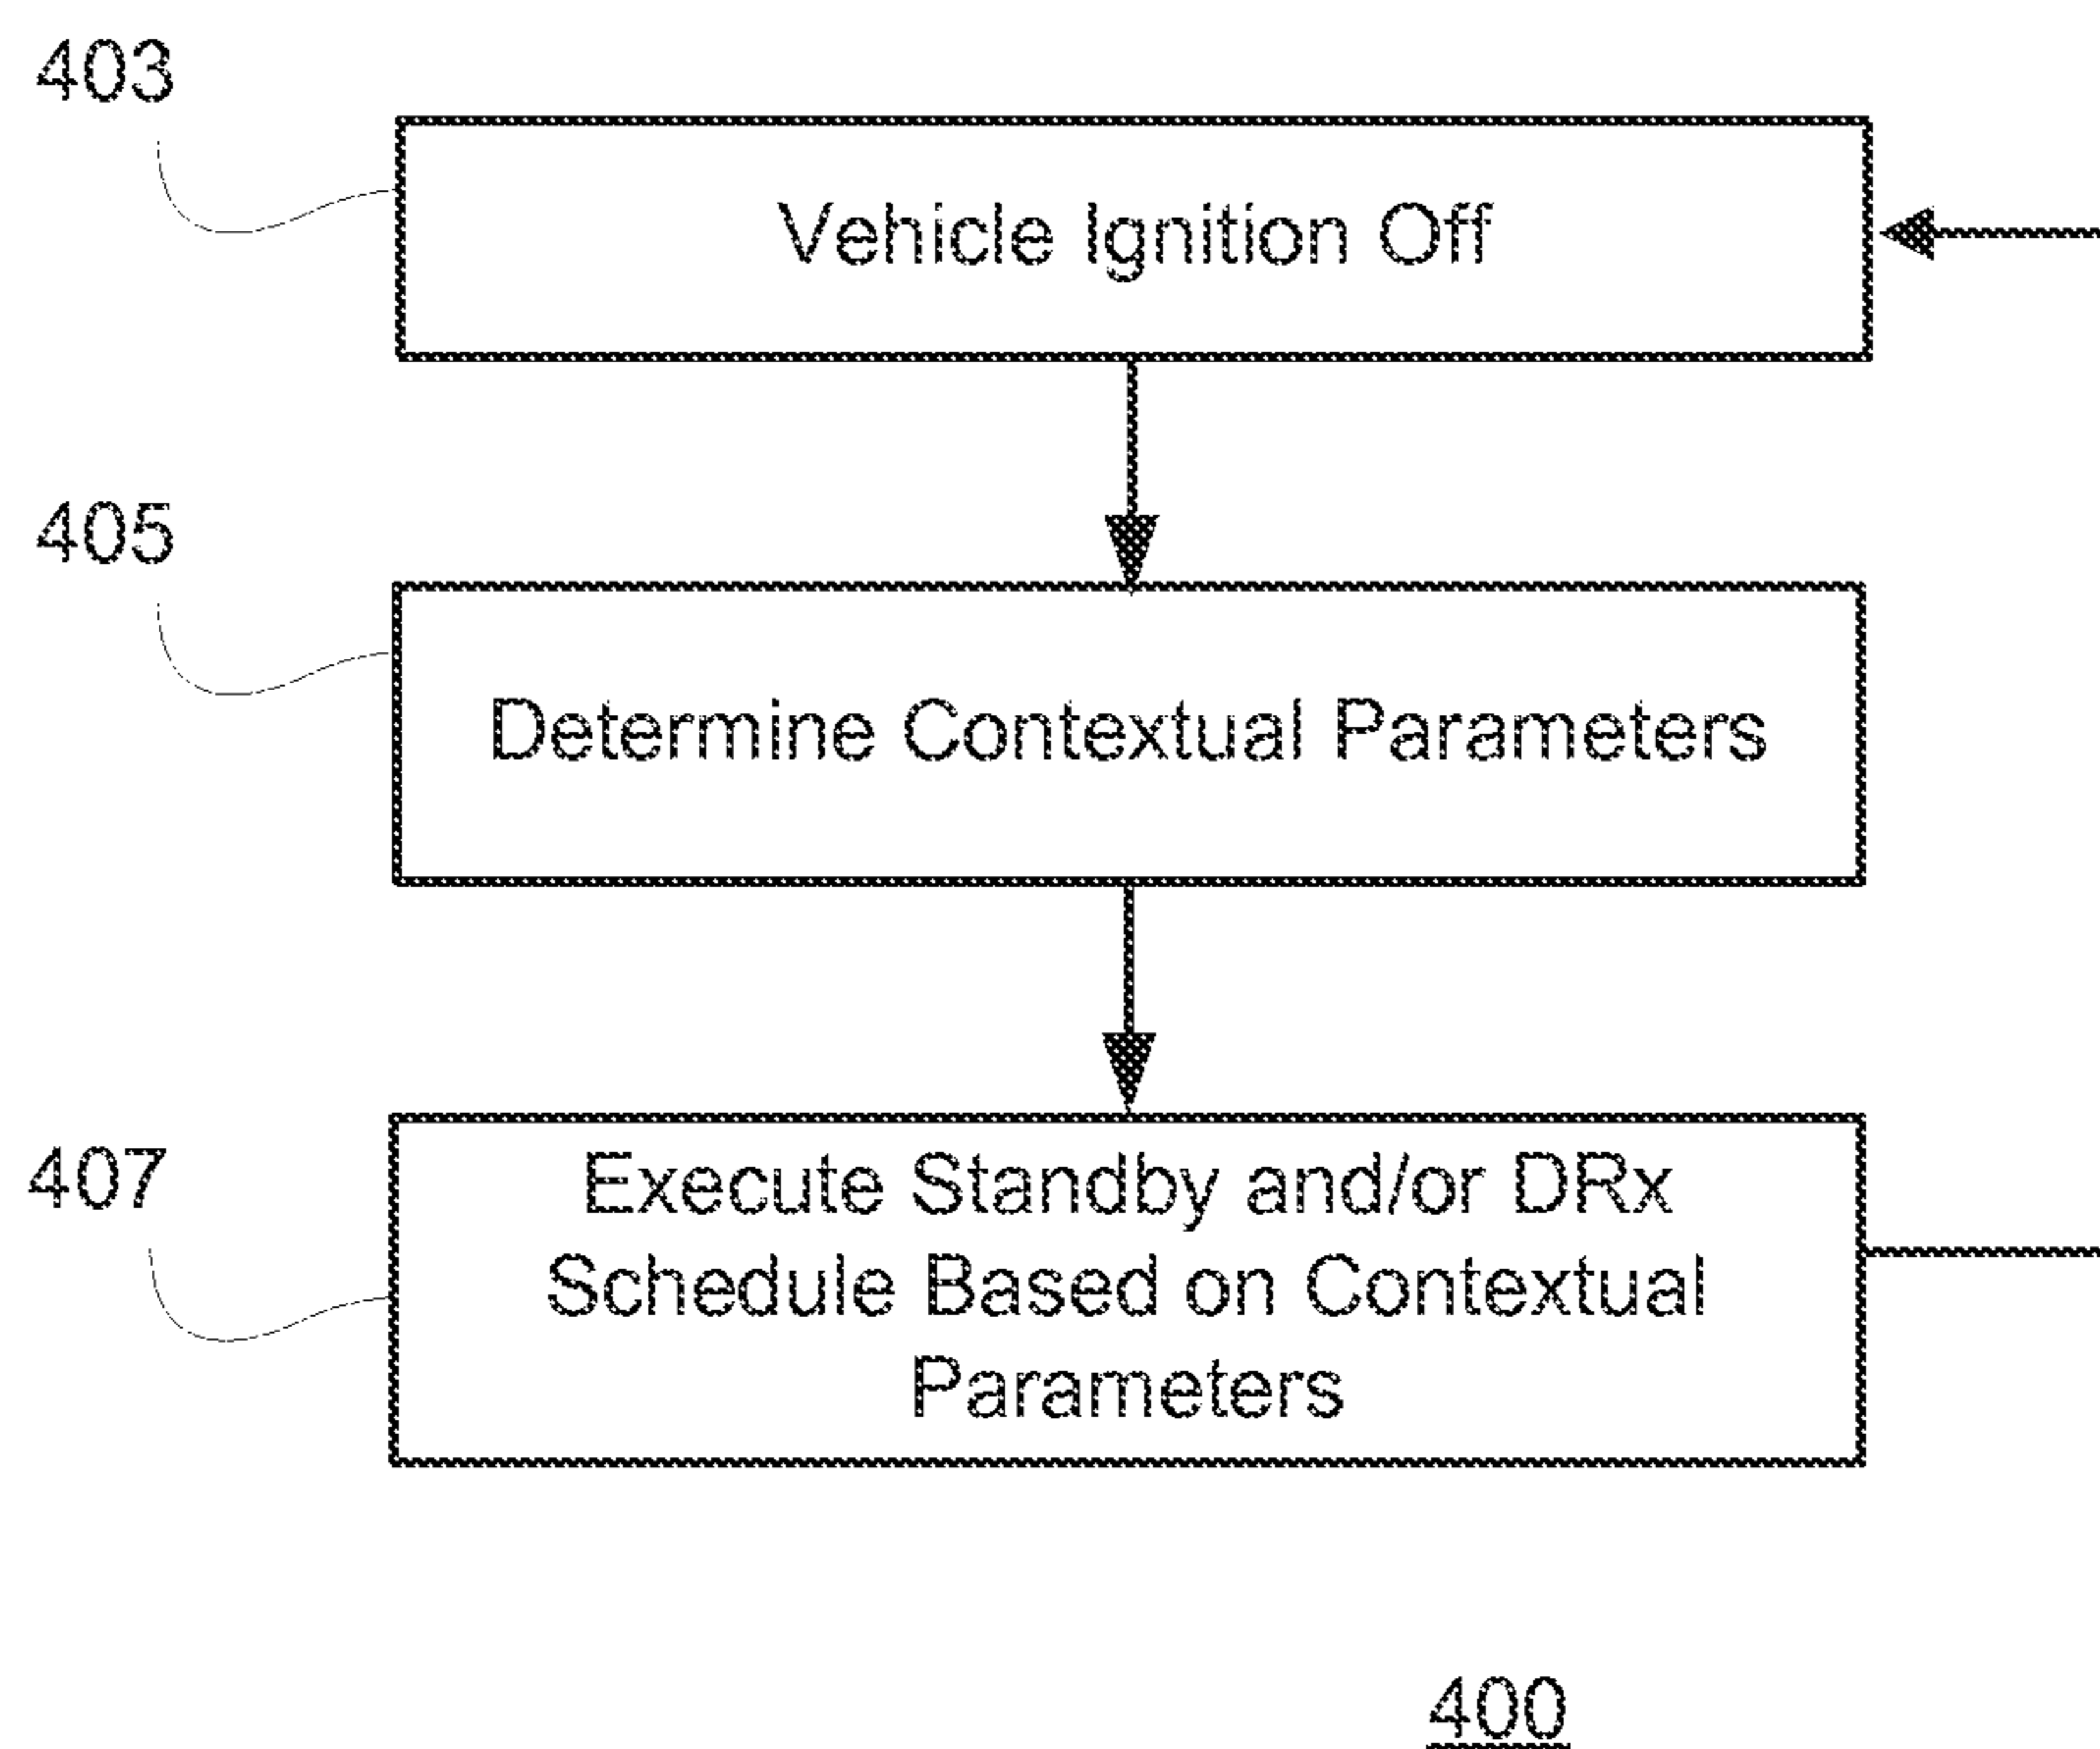 403
Vehicle Ignition Off
405
Determine Contextual Parameters
407
Execute Standby and/or DRx
Schedule Based on Contextual
Parameters
400